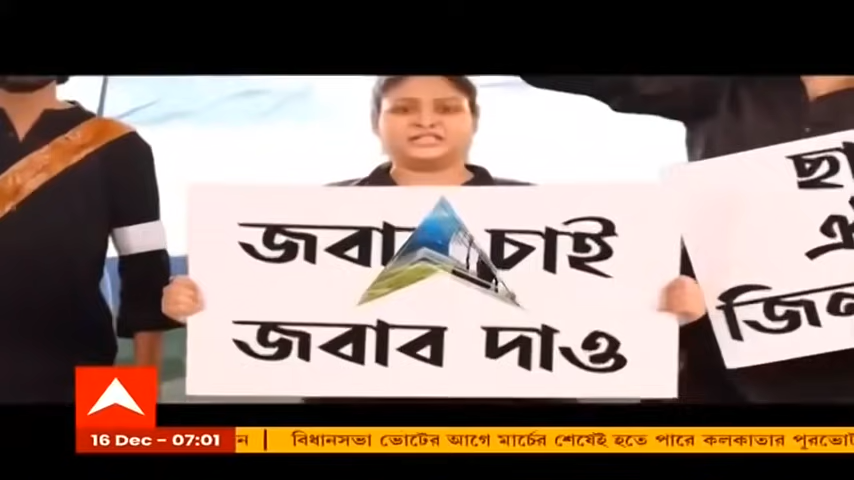 জবাব চাই
জবাব দাও
ছা
ঐ
জিন
16 Dec – 07:01
ন | বিধানসভা ভোটের আগে মার্চের শেষেই হতে পারে কলকাতার পুরভোট